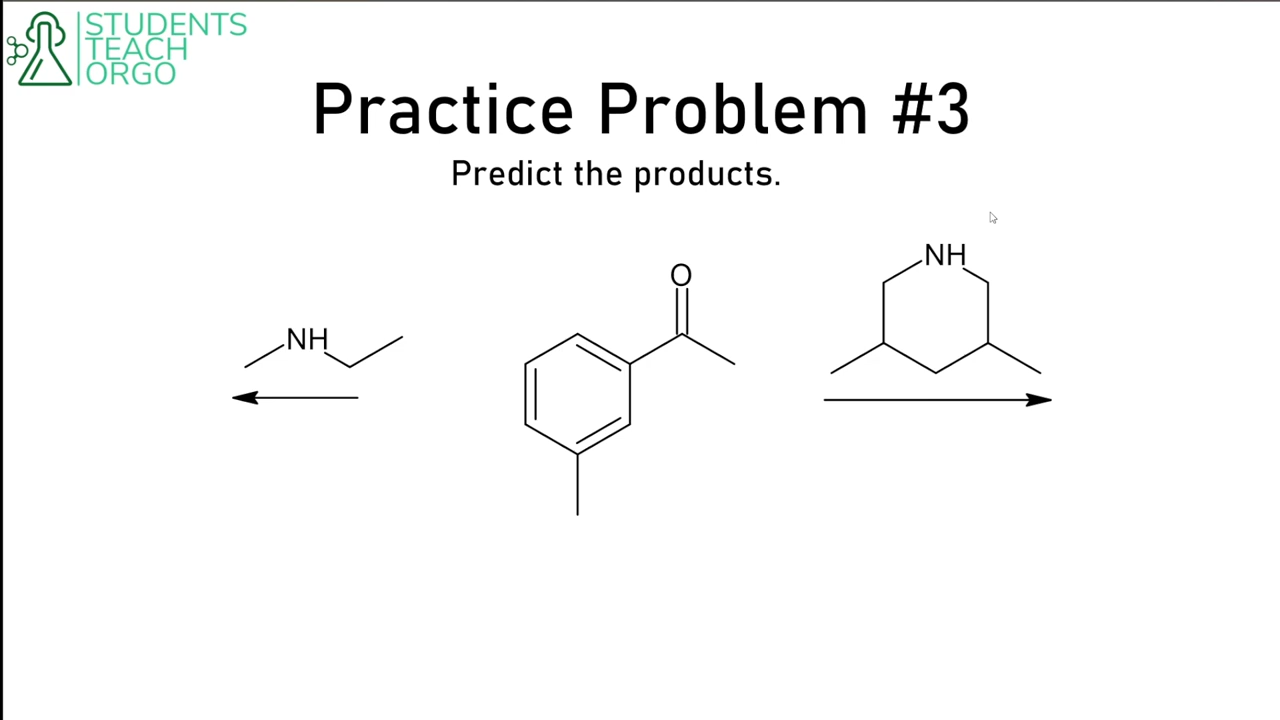 STUDENTS
TEACH
ORGO
Practice Problem #3
Predict the products.
NH
O
NH